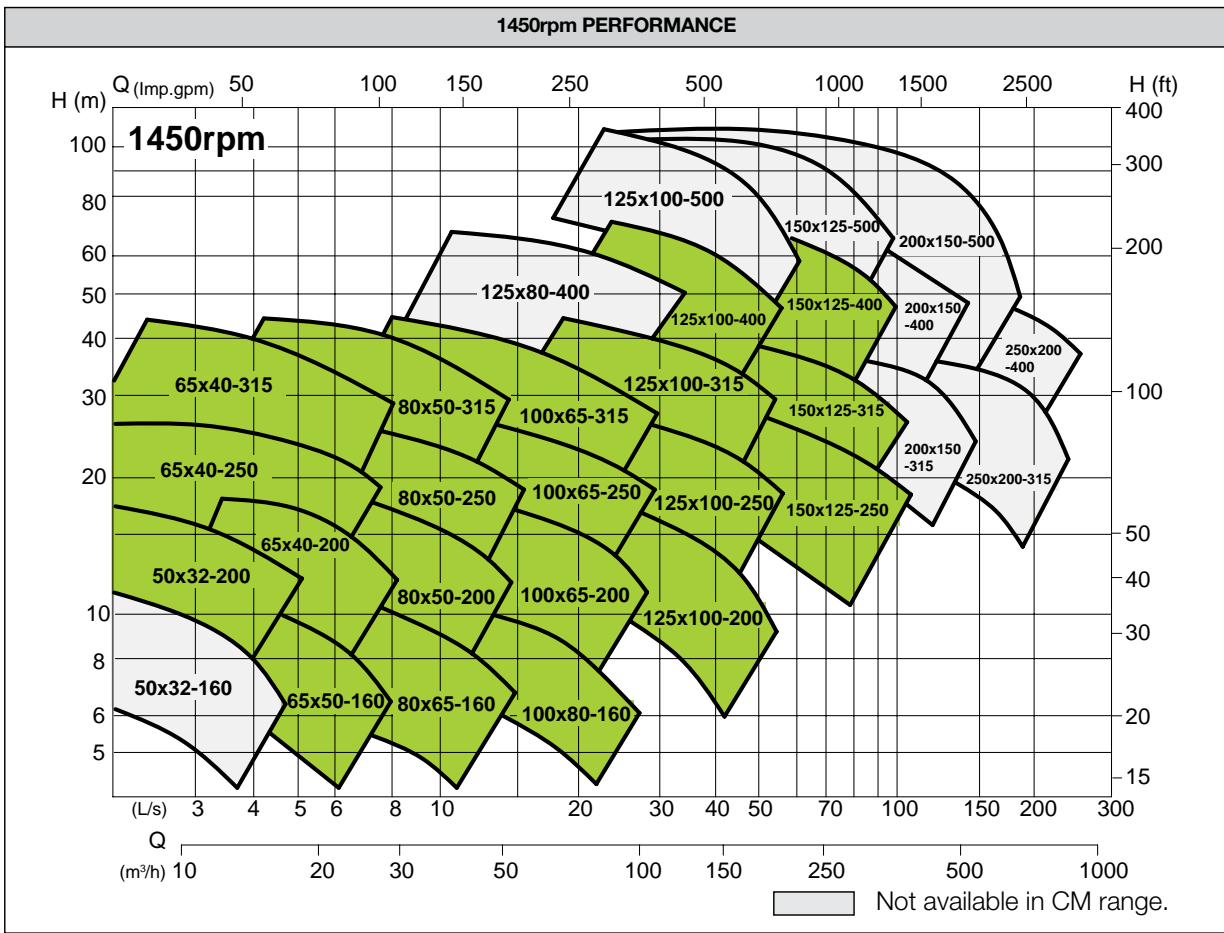 1450rpm PERFORMANCE
Q (Imp.gpm) 50 100 150 250 500 1000 1500 2500
H (m)
H (ft)
1450rpm
400
100
300
125x100-500
80
150x125-500
200x150-500
200
60
125x80-400
50
150x125-400
125x100-400
200x150
-400
40
250x200
-400
65x40-315
125x100-315
30
100
80x50-315
100x65-315
150x125-315
200x150
-315
65x40-250
20
250x200-315
80x50-250
100x65-250
125x100-250
150x125-250
65x40-200
50
50x32-200
40
80x50-200
100x65-200
125x100-200
10
30
8
50x32-160
65x50-160
80x65-160
100x80-160
6
20
5
15
(L/s) 3 4 5 6 8 10 20 30 40 50 70 100 150 200 300
Q
(m³/h) 10 20 30 50 100 150 250 500 1000
Not available in CM range.